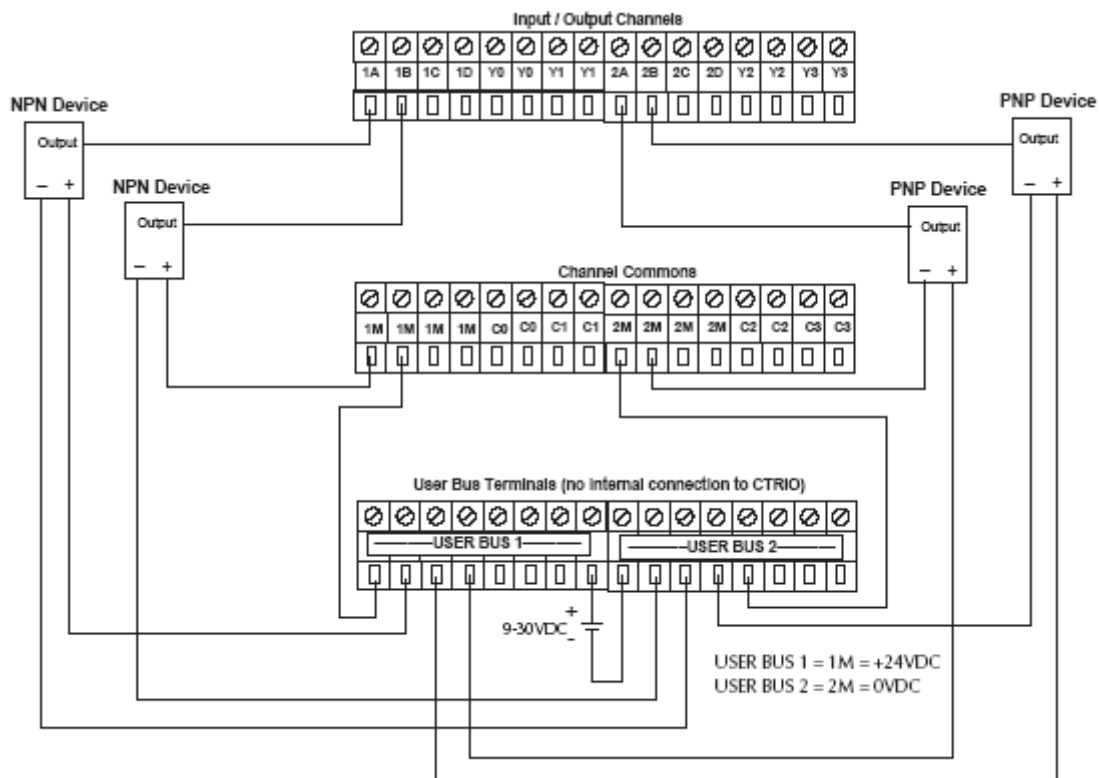 Input / Output Channels
1A 1B 1C 1D Y0 Y0 Y1 Y1 2A 2B 2C 2D Y2 Y2 Y3 Y3
NPN Device
PNP Device
Output
Output
– +
– +
NPN Device
PNP Device
Output
Output
– +
– +
Channel Commons
1M 1M 1M 1M C0 C0 C1 C1 2M 2M 2M 2M C2 C2 C3 C3
User Bus Terminals (no internal connection to CTRIO)
USER BUS 1
USER BUS 2
+
9-30VDC
-
USER BUS 1 = 1M = +24VDC
USER BUS 2 = 2M = 0VDC